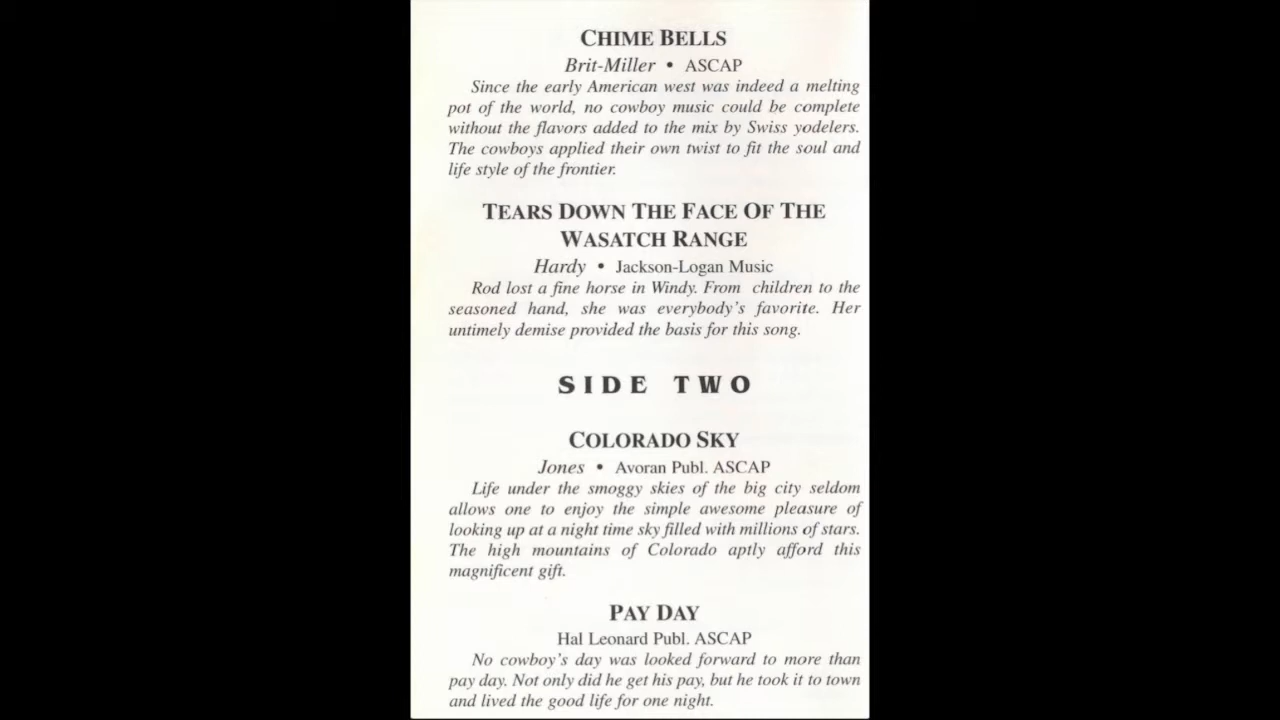 CHIME BELLS
Brit-Miller • ASCAP
Since the early American west was indeed a melting
pot of the world, no cowboy music could be complete
without the flavors added to the mix by Swiss yodelers.
The cowboys applied their own twist to fit the soul and
life style of the frontier.
TEARS DOWN THE FACE OF THE
WASATCH RANGE
Hardy • Jackson-Logan Music
Rod lost a fine horse in Windy. From children to the
seasoned hand, she was everybody's favorite. Her
untimely demise provided the basis for this song.
SIDE TWO
COLORADO SKY
Jones • Avoran Publ. ASCAP
Life under the smoggy skies of the big city seldom
allows one to enjoy the simple awesome pleasure of
looking up at a night time sky filled with millions of stars.
The high mountains of Colorado aptly afford this
magnificent gift.
PAY DAY
Hal Leonard Publ. ASCAP
No cowboy's day was looked forward to more than
pay day. Not only did he get his pay, but he took it to town
and lived the good life for one night.